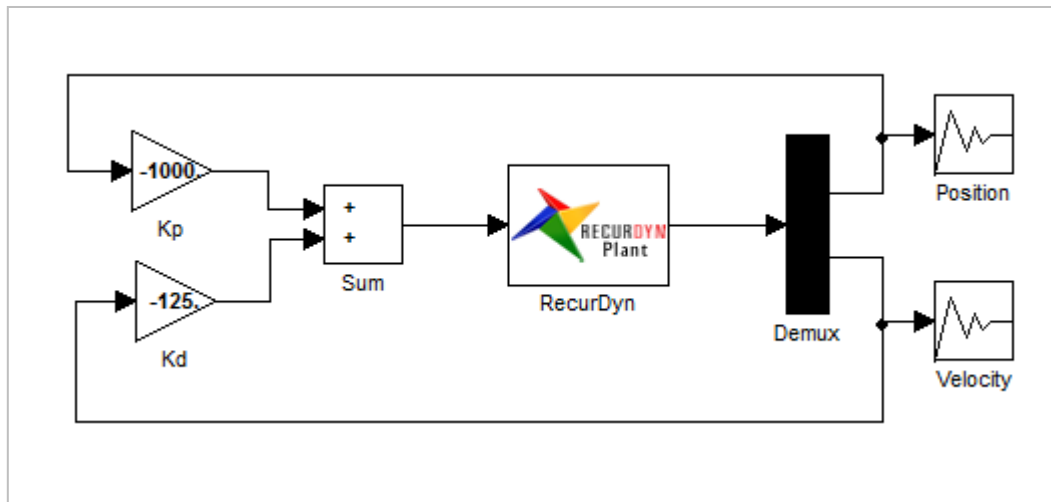 -1000.
Kp
-125.
Kd
+
+
Sum
RECURDYN
Plant
RecurDyn
Demux
Position
Velocity